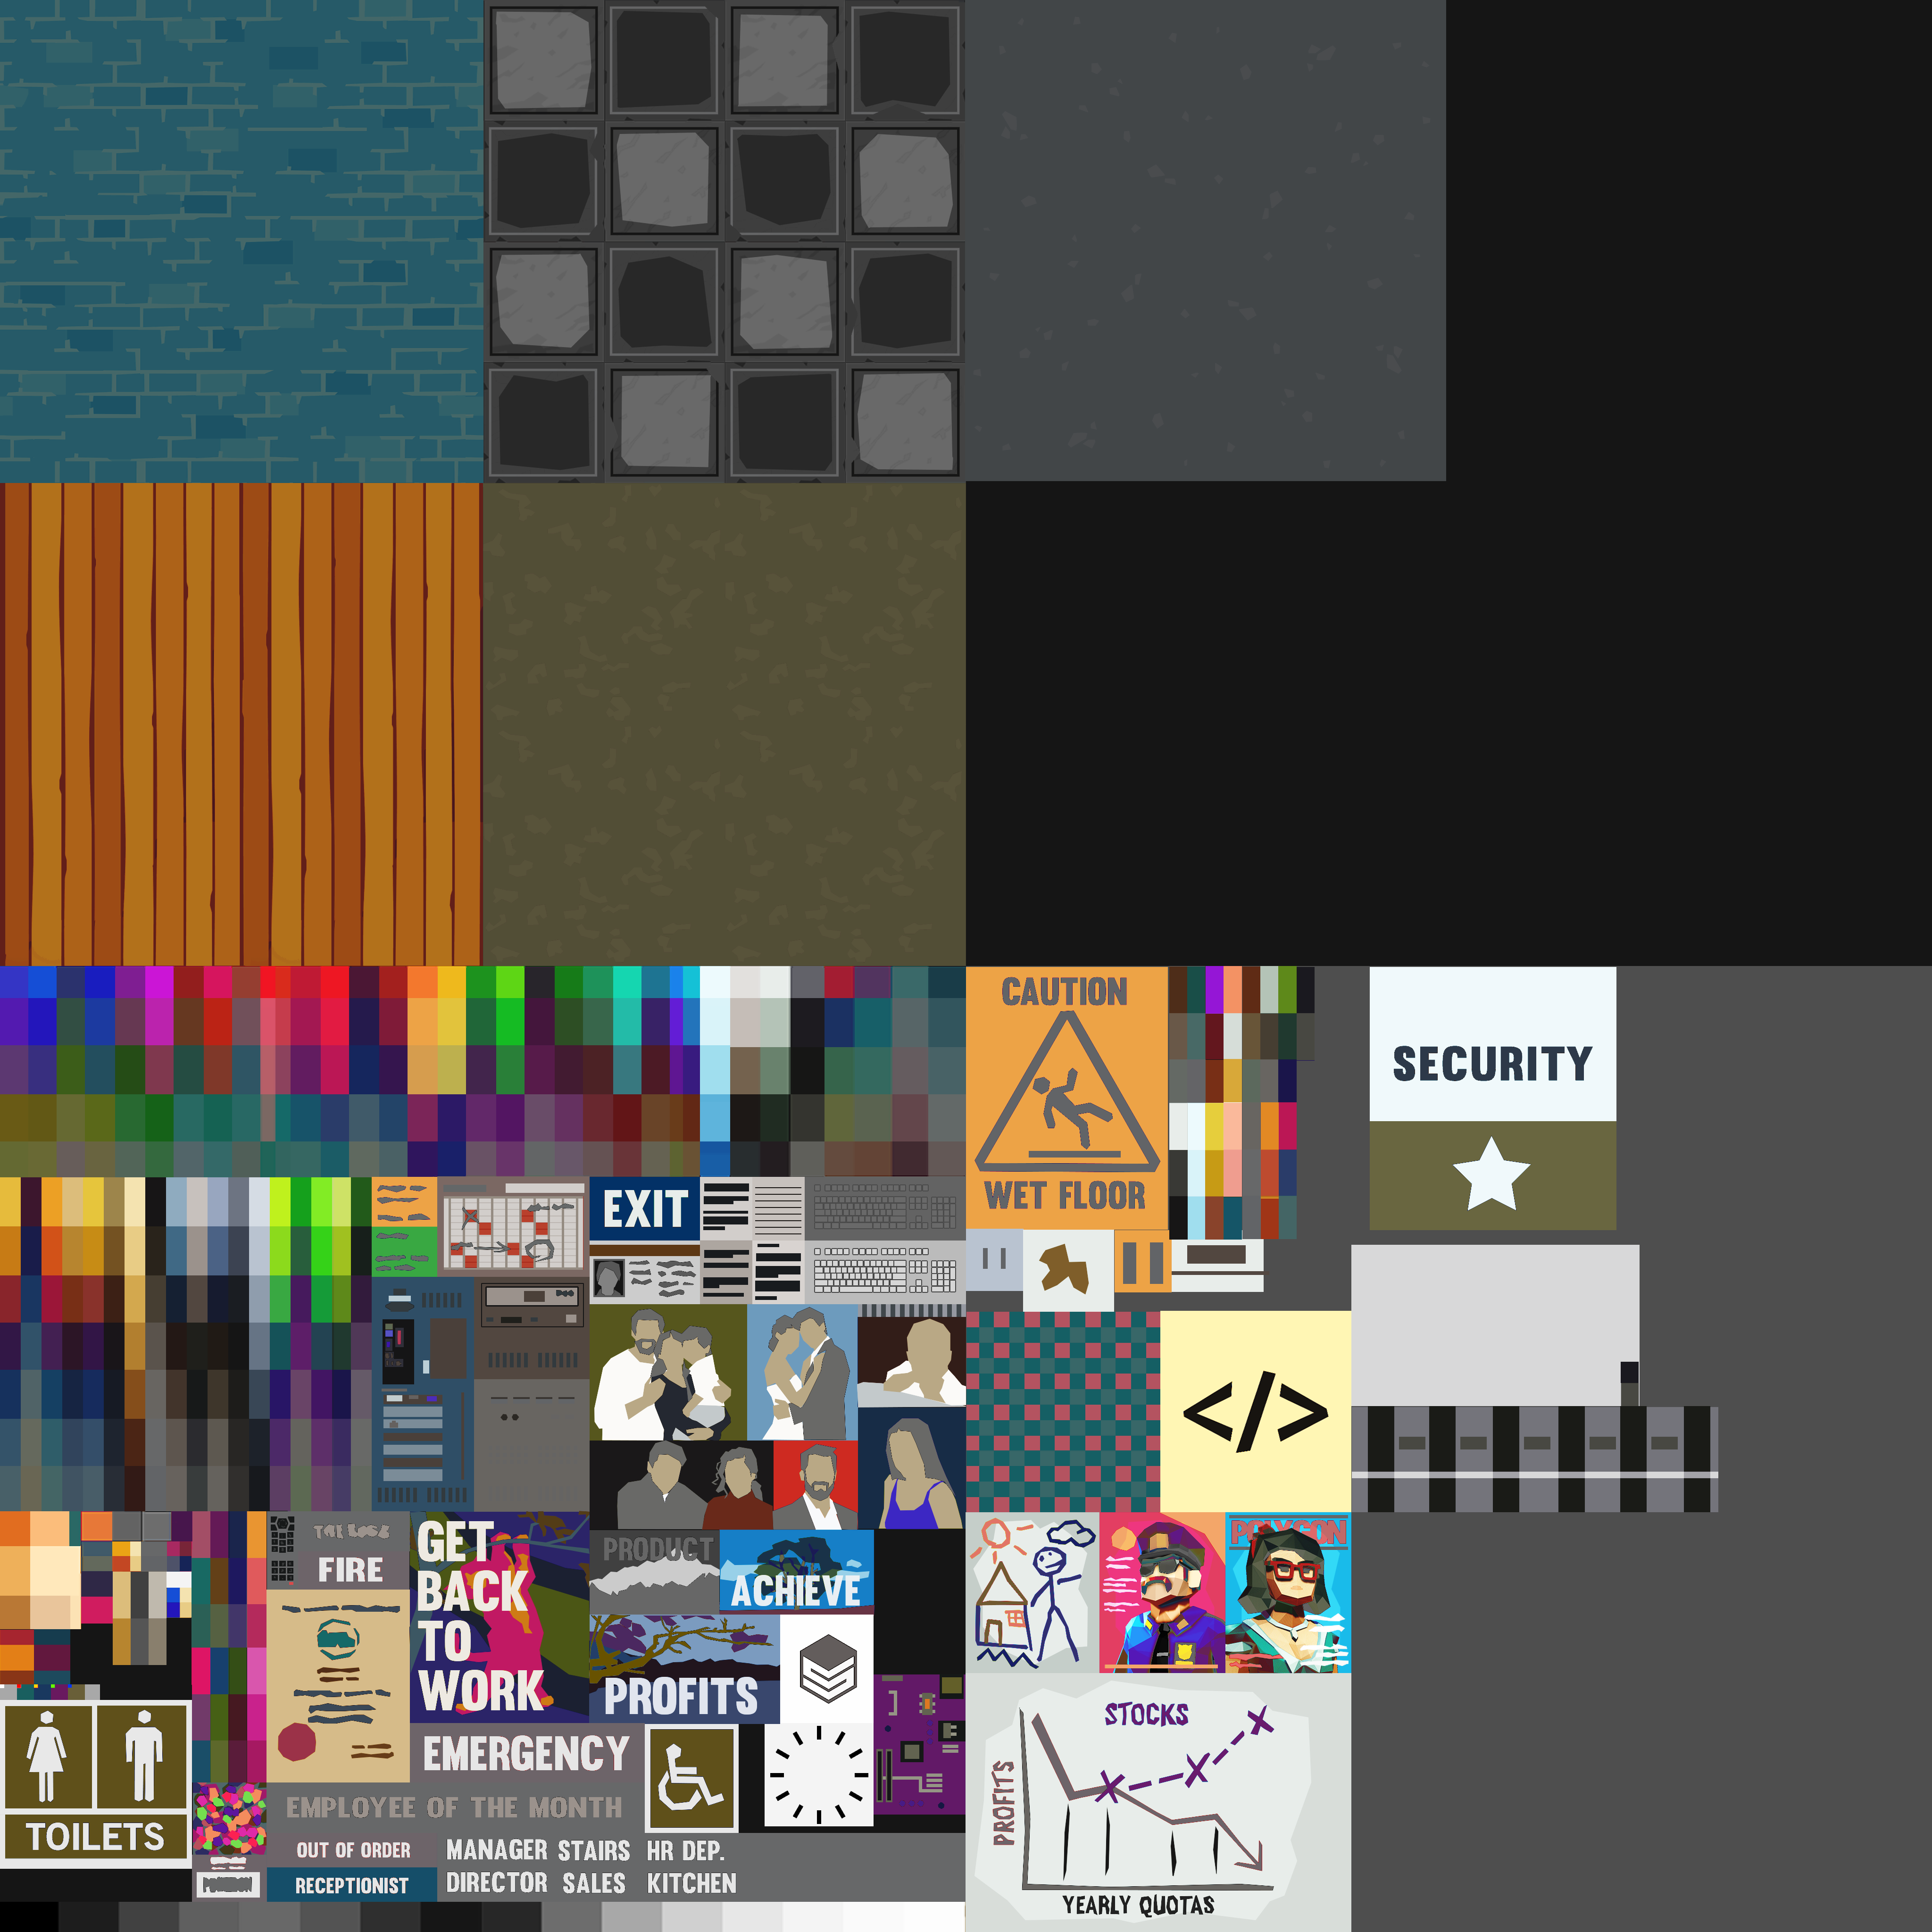 CAUTION
WET FLOOR
SECURITY
EXIT
</>
FIRE
GET
BACK
TO
WORK
PRODUCT
ACHIEVE
PROFITS
POLYGON
EMERGENCY
EMPLOYEE OF THE MONTH
TOILETS
OUT OF ORDER
MANAGER STAIRS HR DEP.
RECEPTIONIST
DIRECTOR SALES KITCHEN
STOCKS
PROFITS
YEARLY QUOTAS